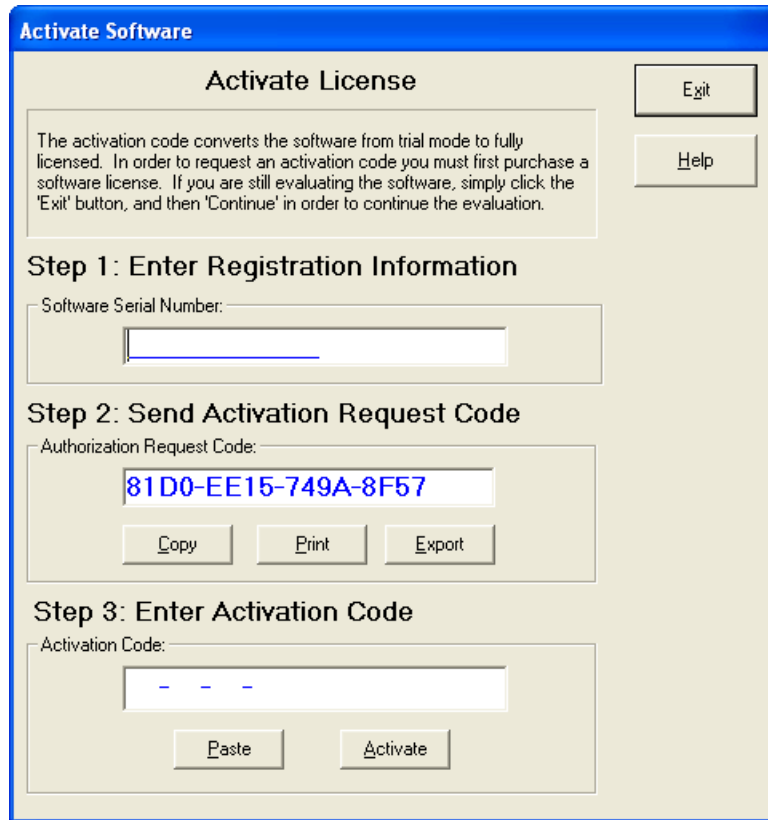 Activate Software
Activate License
Exit
The activation code converts the software from trial mode to fully
licensed. In order to request an activation code you must first purchase a
software license. If you are still evaluating the software, simply click the
'Exit' button, and then 'Continue' in order to continue the evaluation.
Help
Step 1: Enter Registration Information
Software Serial Number:
Step 2: Send Activation Request Code
Authorization Request Code:
81D0-EE15-749A-8F57
Copy Print Export
Step 3: Enter Activation Code
Activation Code:
- - -
Paste Activate